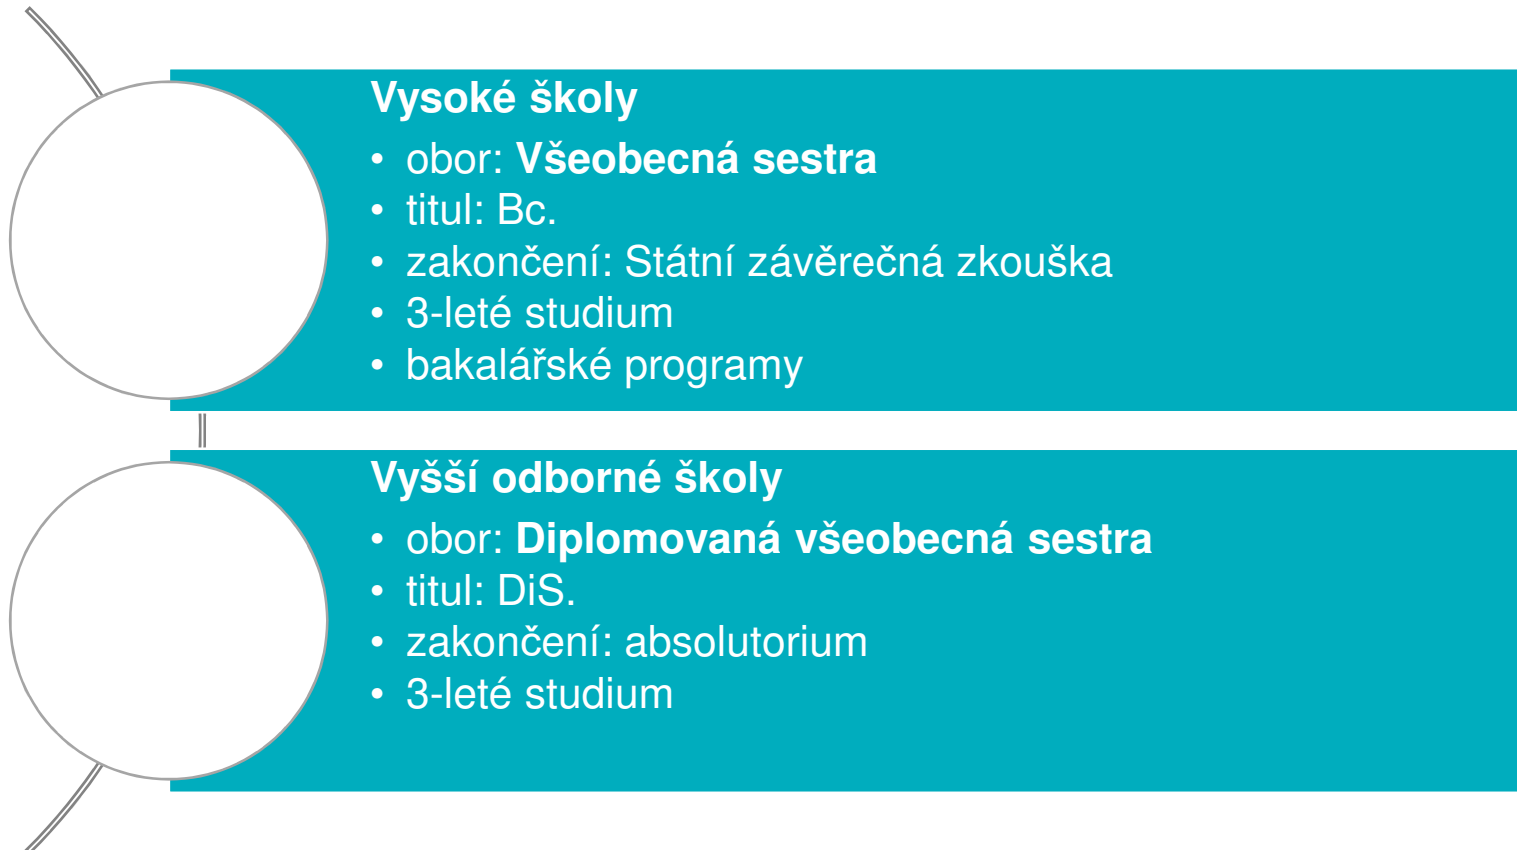 Vysoké školy
• obor: Všeobecná sestra
• titul: Bc.
• zakončení: Státní závěrečná zkouška
• 3-leté studium
• bakalářské programy
Vyšší odborné školy
• obor: Diplomovaná všeobecná sestra
• titul: DiS.
• zakončení: absolutorium
• 3-leté studium